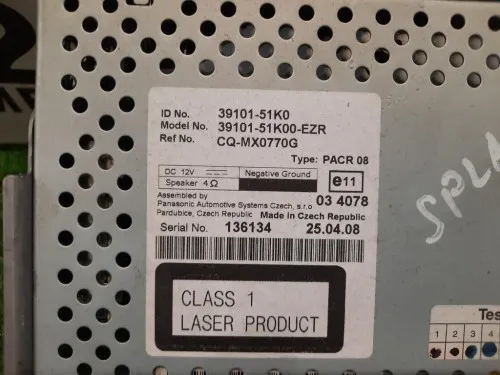 ID No. 39101-51K0
Model No. 39101-51K00-EZR
Ref No. CQ-MX0770G
Type: PACR 08
DC 12V Negative Ground
Speaker 4Ω
e11
Assembled by
Panasonic Automotive Systems Czech, s.r.o
03 4078
Pardubice, Czech Republic Made in Czech Republic
Serial No. 136134 25.04.08
CLASS 1
LASER PRODUCT
1 2 3 4